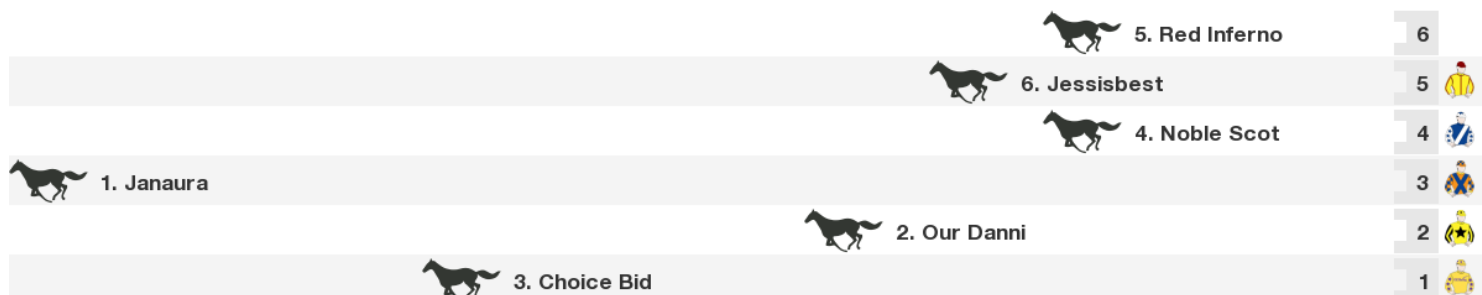 5. Red Inferno 6
6. Jessisbest 5
4. Noble Scot 4
1. Janaura 3
2. Our Danni 2
3. Choice Bid 1